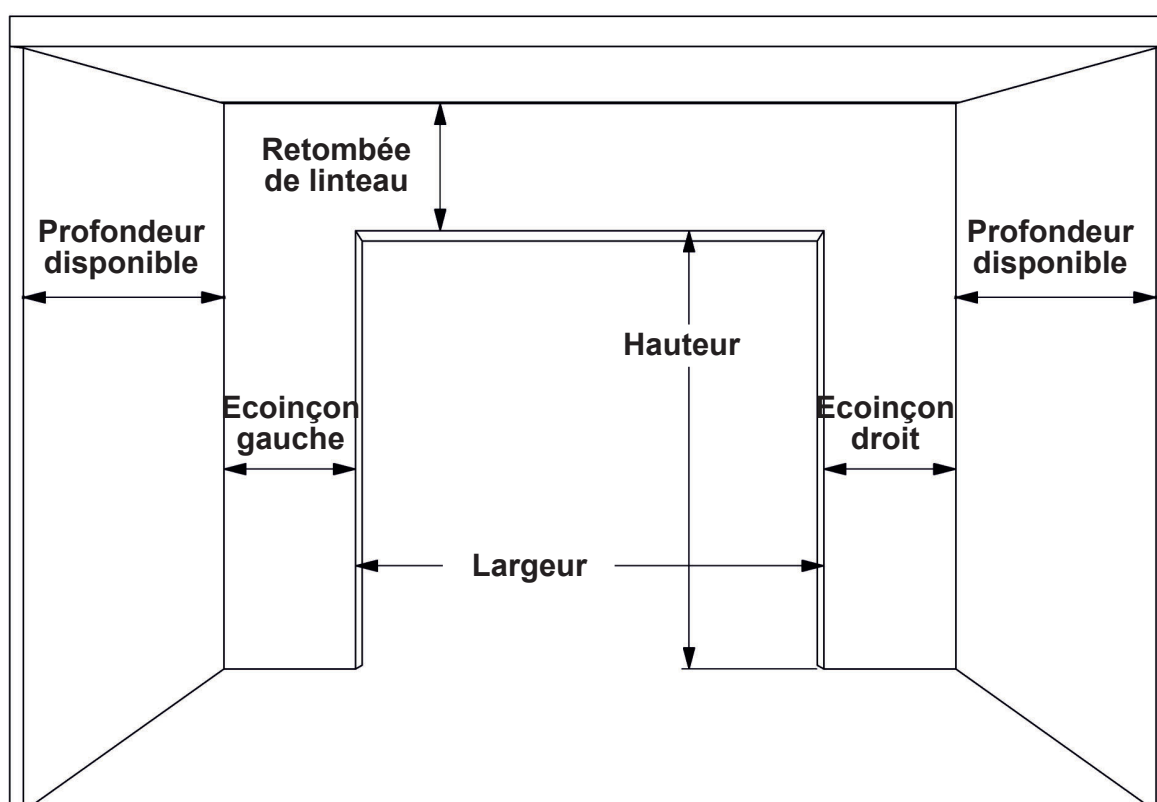 Retombée
de linteau
Profondeur
disponible
Profondeur
disponible
Hauteur
Ecoinçon
gauche
Ecoinçon
droit
Largeur